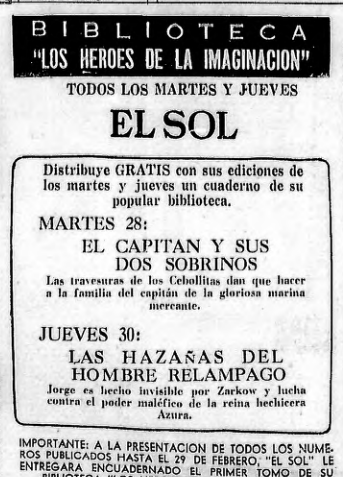 BIBLIOTECA
"LOS HEROES DE LA IMAGINACION"
TODOS LOS MARTES Y JUEVES
EL SOL
Distribuye GRATIS con sus ediciones de
los martes y jueves un cuaderno de su
popular biblioteca.
MARTES 28:
EL CAPITAN Y SUS
DOS SOBRINOS
Las travesuras de los Cebollitas dan que hacer
a la familia del capitán de la gloriosa marina
mercante.
JUEVES 30:
LAS HAZAÑAS DEL
HOMBRE RELAMPAGO
Jorge es hecho invisible por Zarkow y lucha
contra el poder maléfico de la reina hechicera
Azura.
IMPORTANTE: A LA PRESENTACION DE TODOS LOS NUME-
ROS PUBLICADOS HASTA EL 29 DE FEBRERO, "EL SOL" LE
ENTREGARA ENCUADERNADO EL PRIMER TOMO DE SU
BIBLIOTECA